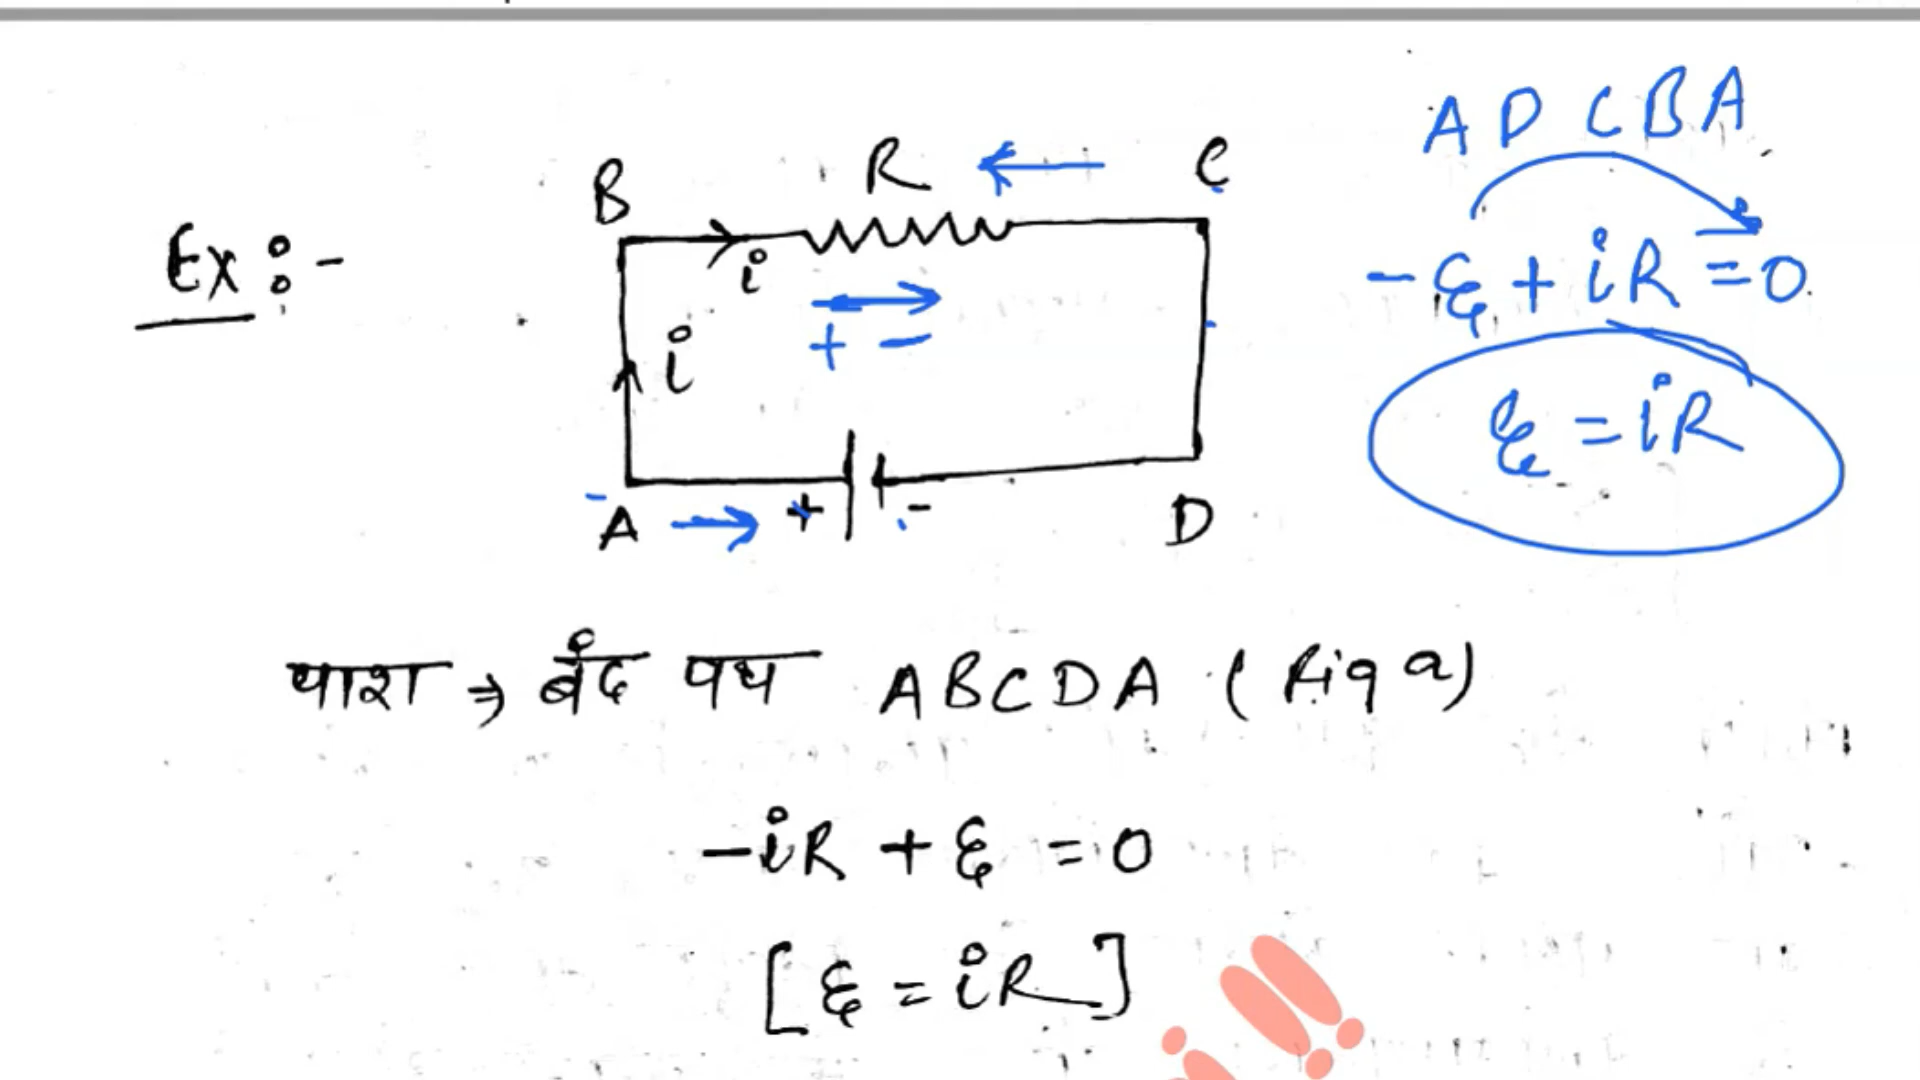 A D C B A
B R C
Ex :-
i
-ε + iR = 0
+ -
i
ε = iR
A + - D
पाश ⇒ बंद पथ ABCDA (Fig a)
-iR + ε = 0
[ε = iR]